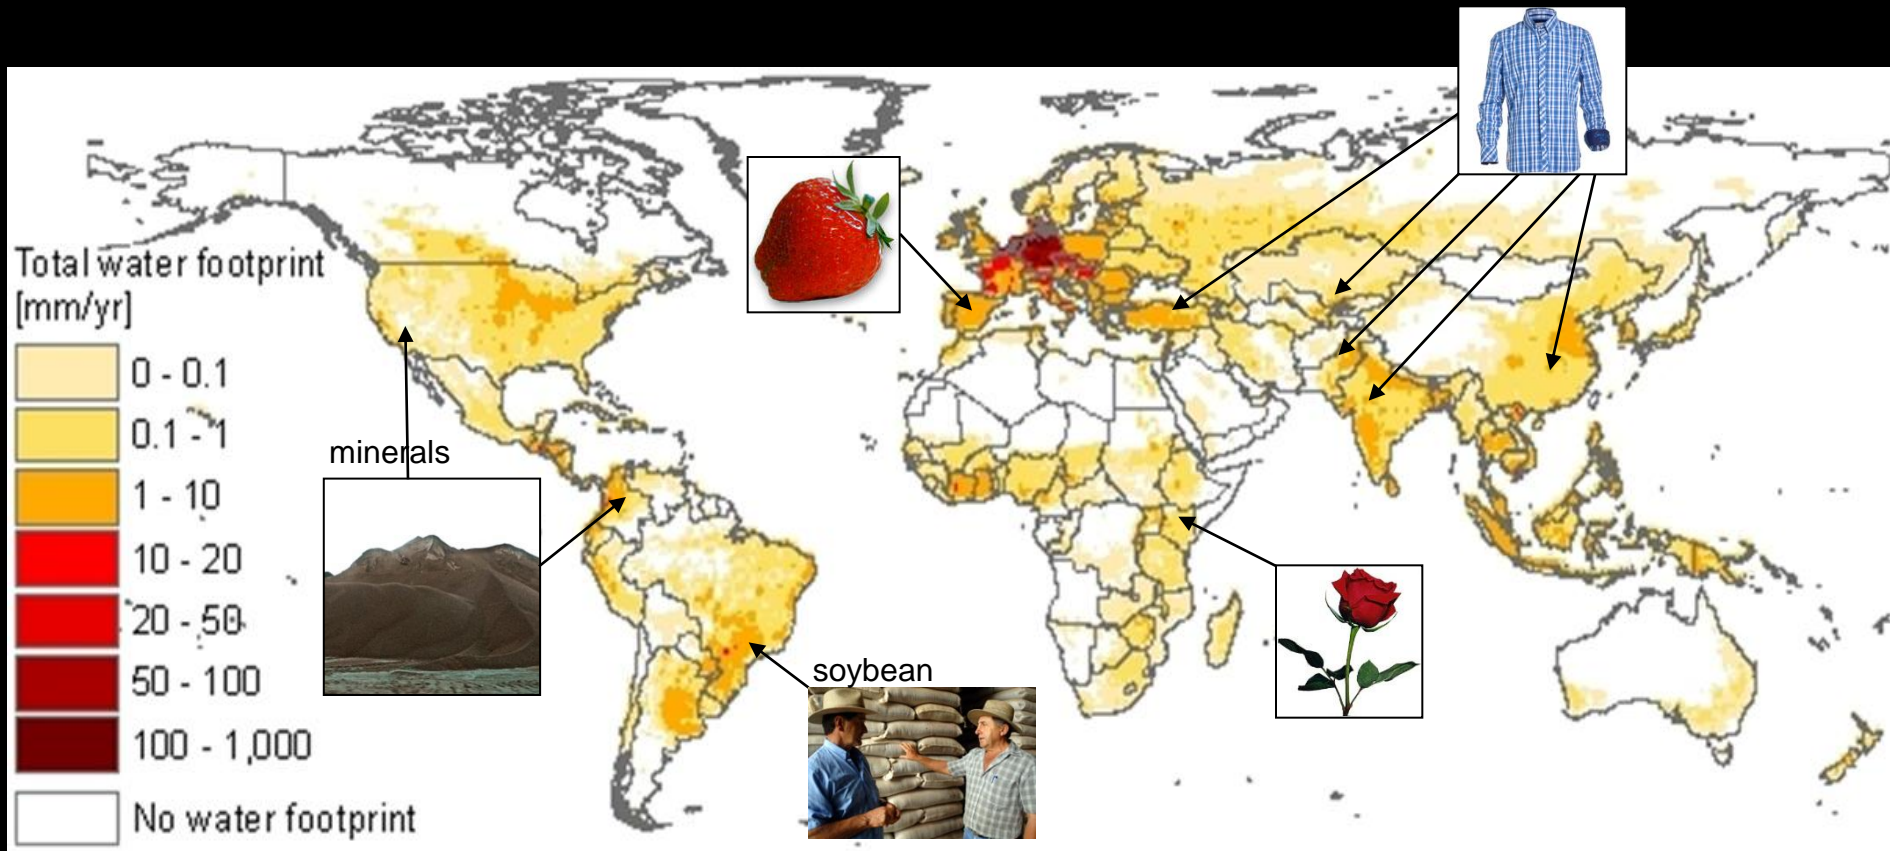 Total water footprint
[mm/yr]
0 - 0.1
0.1 - 1
1 - 10
10 - 20
20 - 50
50 - 100
100 - 1,000
No water footprint
minerals
soybean